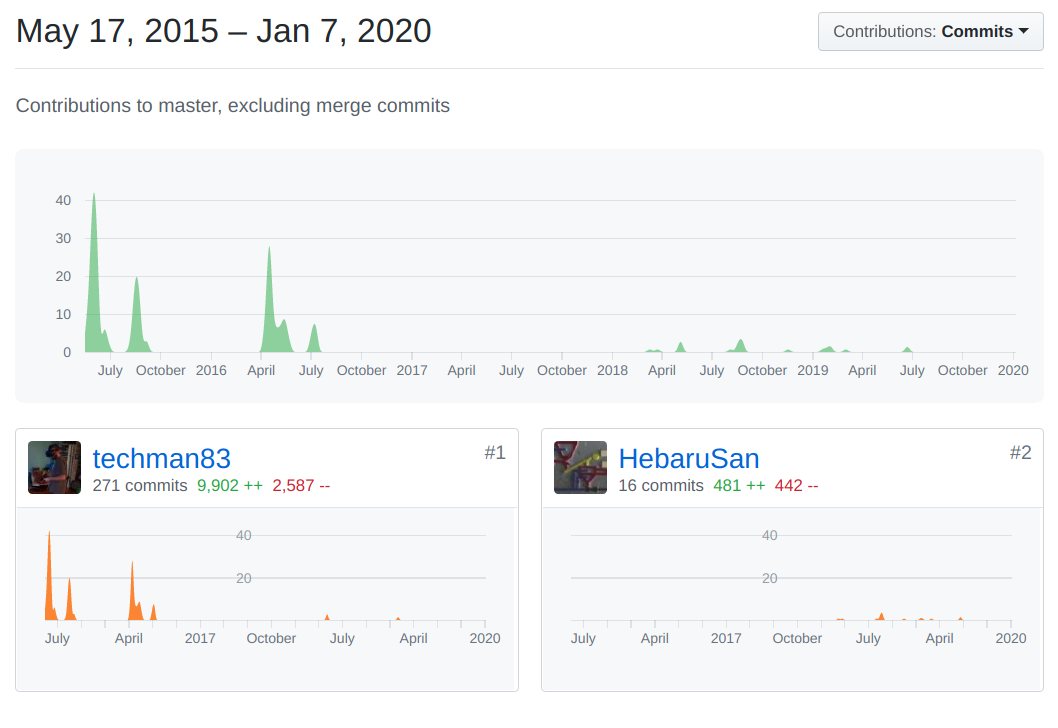 May 17, 2015 – Jan 7, 2020
Contributions: Commits
Contributions to master, excluding merge commits
40
30
20
10
0
July October 2016 April July October 2017 April July October 2018 April July October 2019 April July October 2020
techman83
#1
271 commits 9,902 ++ 2,587 --
40
20
July April 2017 October July April 2020
HebaruSan
#2
16 commits 481 ++ 442 --
40
20
July April 2017 October July April 2020